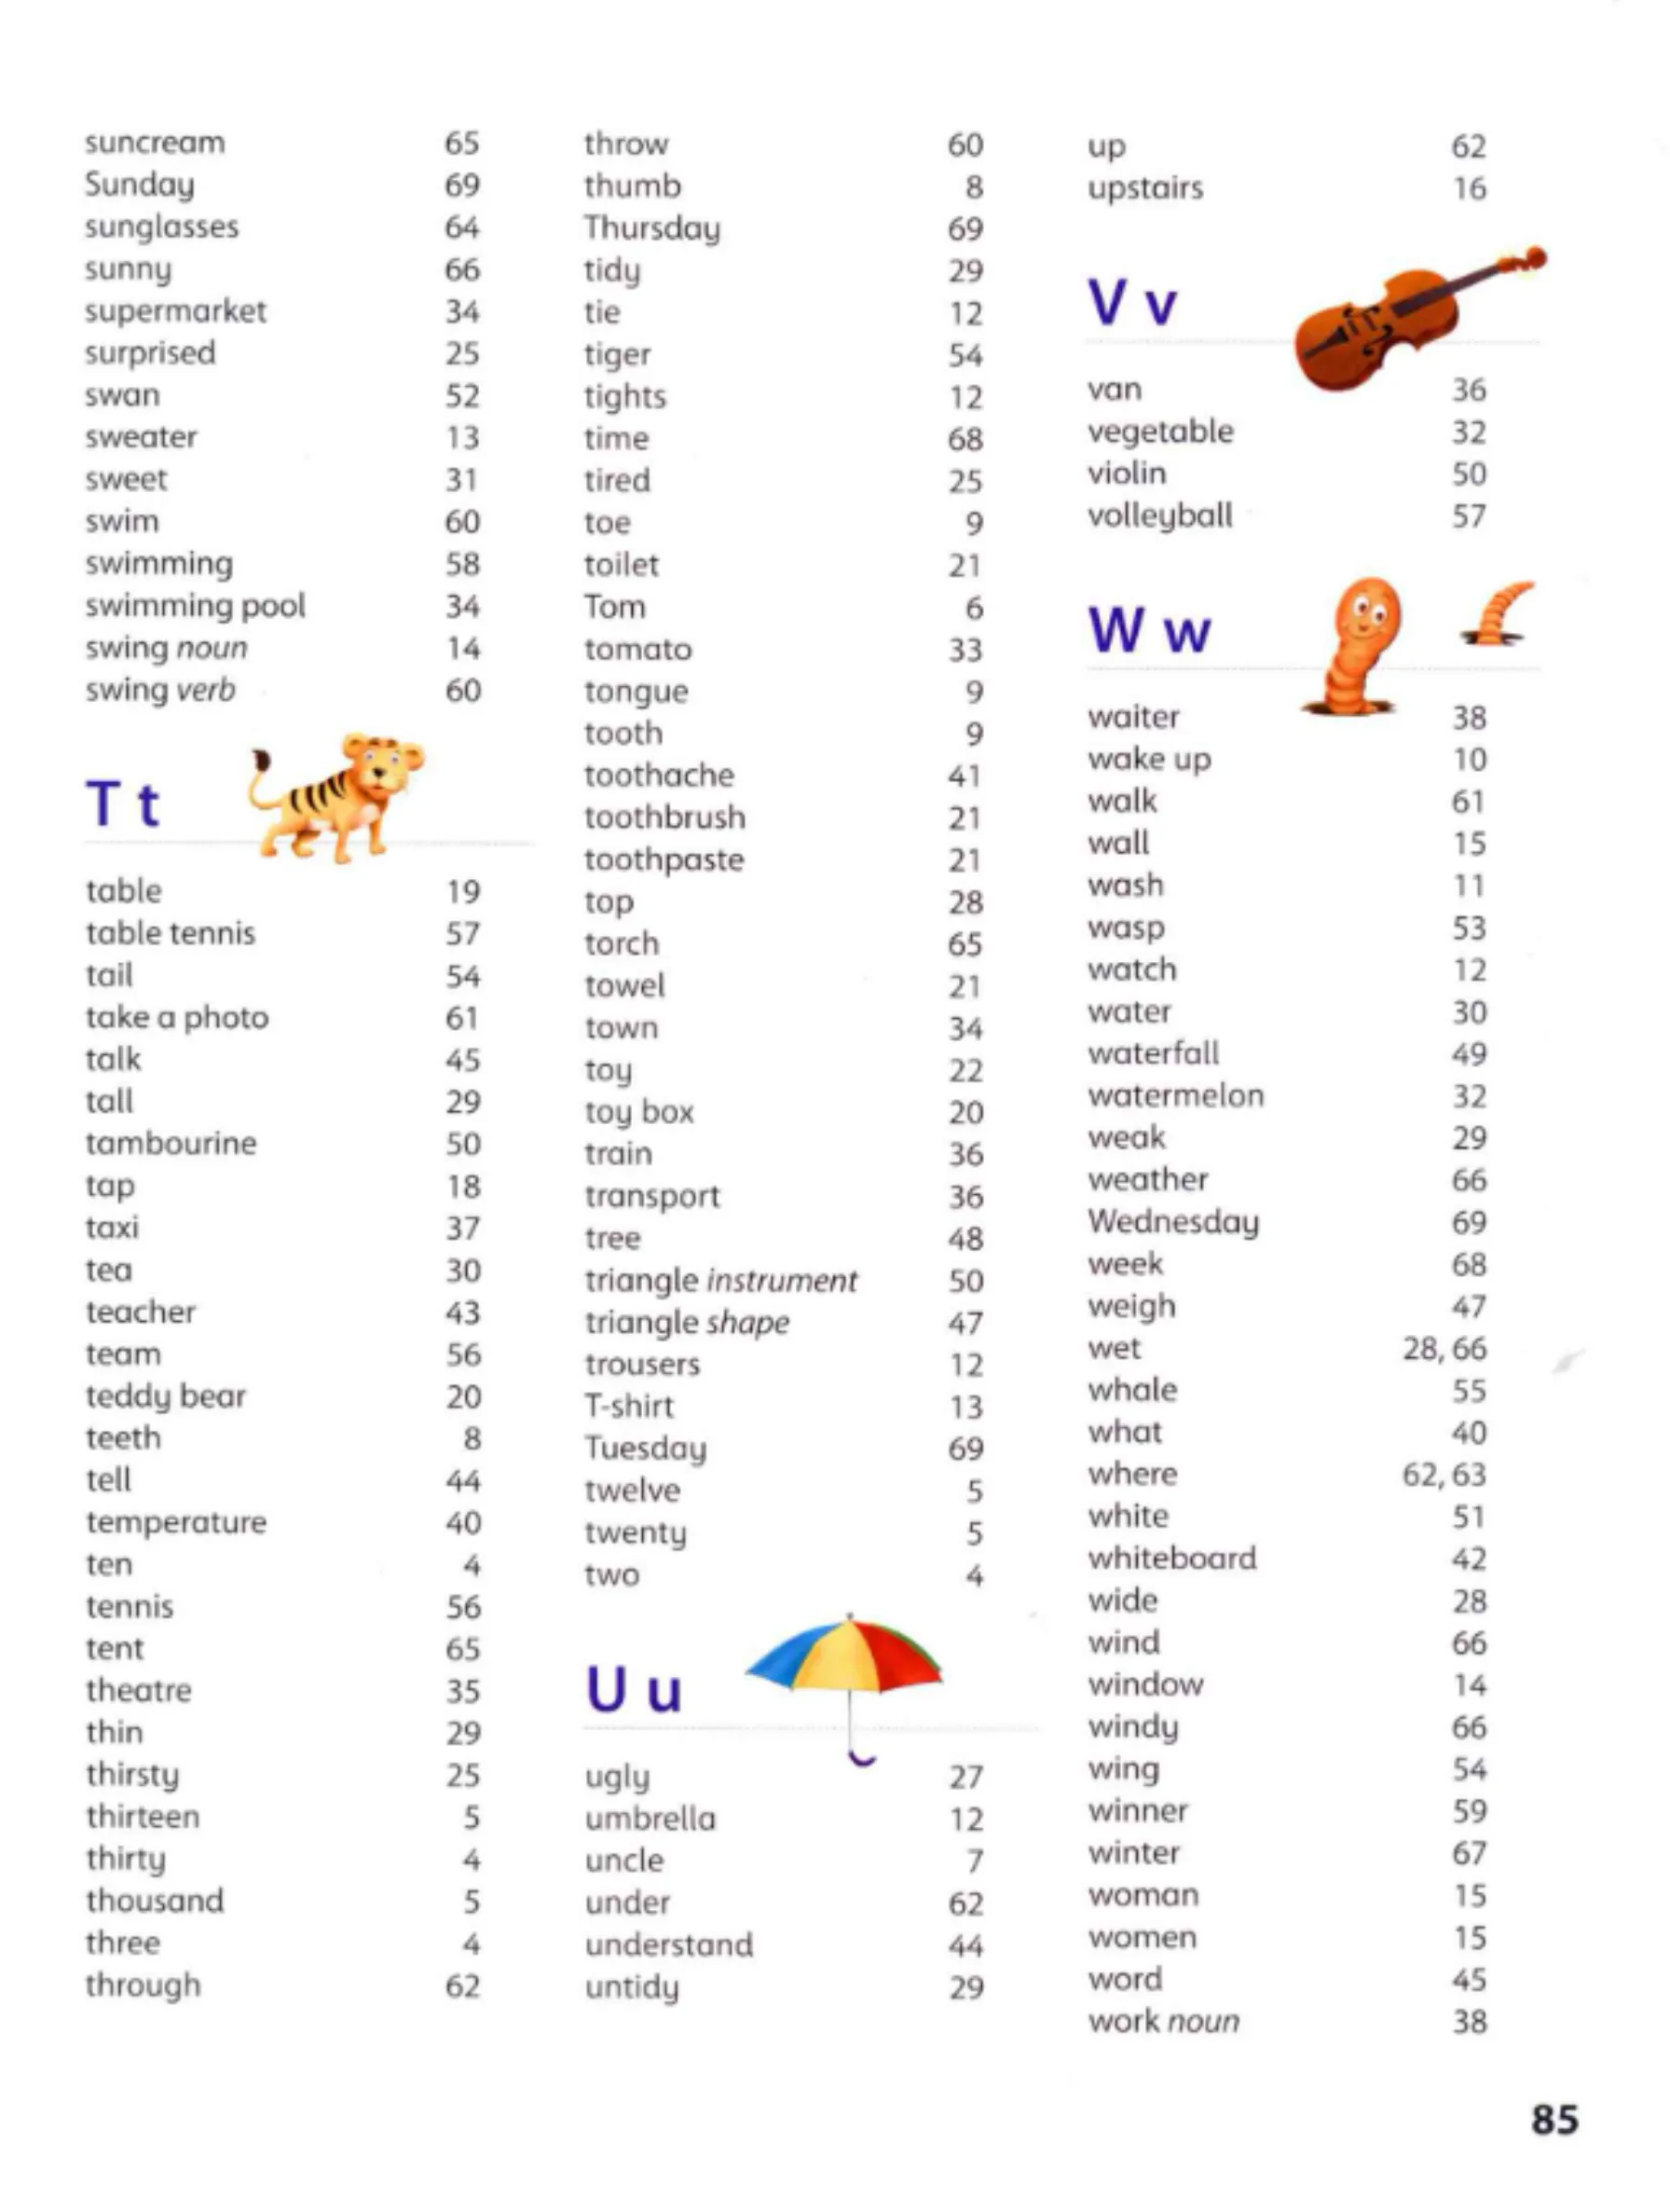 suncream 65
Sunday 69
sunglasses 64
sunny 66
supermarket 34
surprised 25
swan 52
sweater 13
sweet 31
swim 60
swimming 58
swimming pool 34
swing noun 14
swing verb 60
T t
table 19
table tennis 57
tail 54
take a photo 61
talk 45
tall 29
tambourine 50
tap 18
taxi 37
tea 30
teacher 43
team 56
teddy bear 20
teeth 8
tell 44
temperature 40
ten 4
tennis 56
tent 65
theatre 35
thin 29
thirsty 25
thirteen 5
thirty 4
thousand 5
three 4
through 62
throw 60
thumb 8
Thursday 69
tidy 29
tie 12
tiger 54
tights 12
time 68
tired 25
toe 9
toilet 21
Tom 6
tomato 33
tongue 9
tooth 9
toothache 41
toothbrush 21
toothpaste 21
top 28
torch 65
towel 21
town 34
toy 22
toy box 20
train 36
transport 36
tree 48
triangle instrument 50
triangle shape 47
trousers 12
T-shirt 13
Tuesday 69
twelve 5
twenty 5
two 4
U u
ugly 27
umbrella 12
uncle 7
under 62
understand 44
untidy 29
up 62
upstairs 16
V v
van 36
vegetable 32
violin 50
volleyball 57
W w
waiter 38
wake up 10
walk 61
wall 15
wash 11
wasp 53
watch 12
water 30
waterfall 49
watermelon 32
weak 29
weather 66
Wednesday 69
week 68
weigh 47
wet 28, 66
whale 55
what 40
where 62, 63
white 51
whiteboard 42
wide 28
wind 66
window 14
windy 66
wing 54
winner 59
winter 67
woman 15
women 15
word 45
work noun 38
85